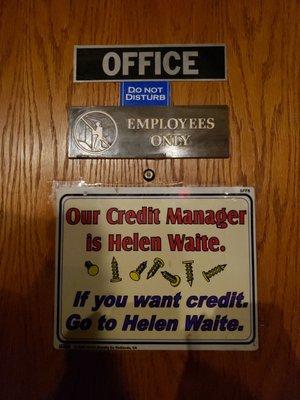 OFFICE
DO NOT
DISTURB
EMPLOYEES
ONLY
Our Credit Manager
is Helen Waite.
If you want credit.
Go to Helen Waite.